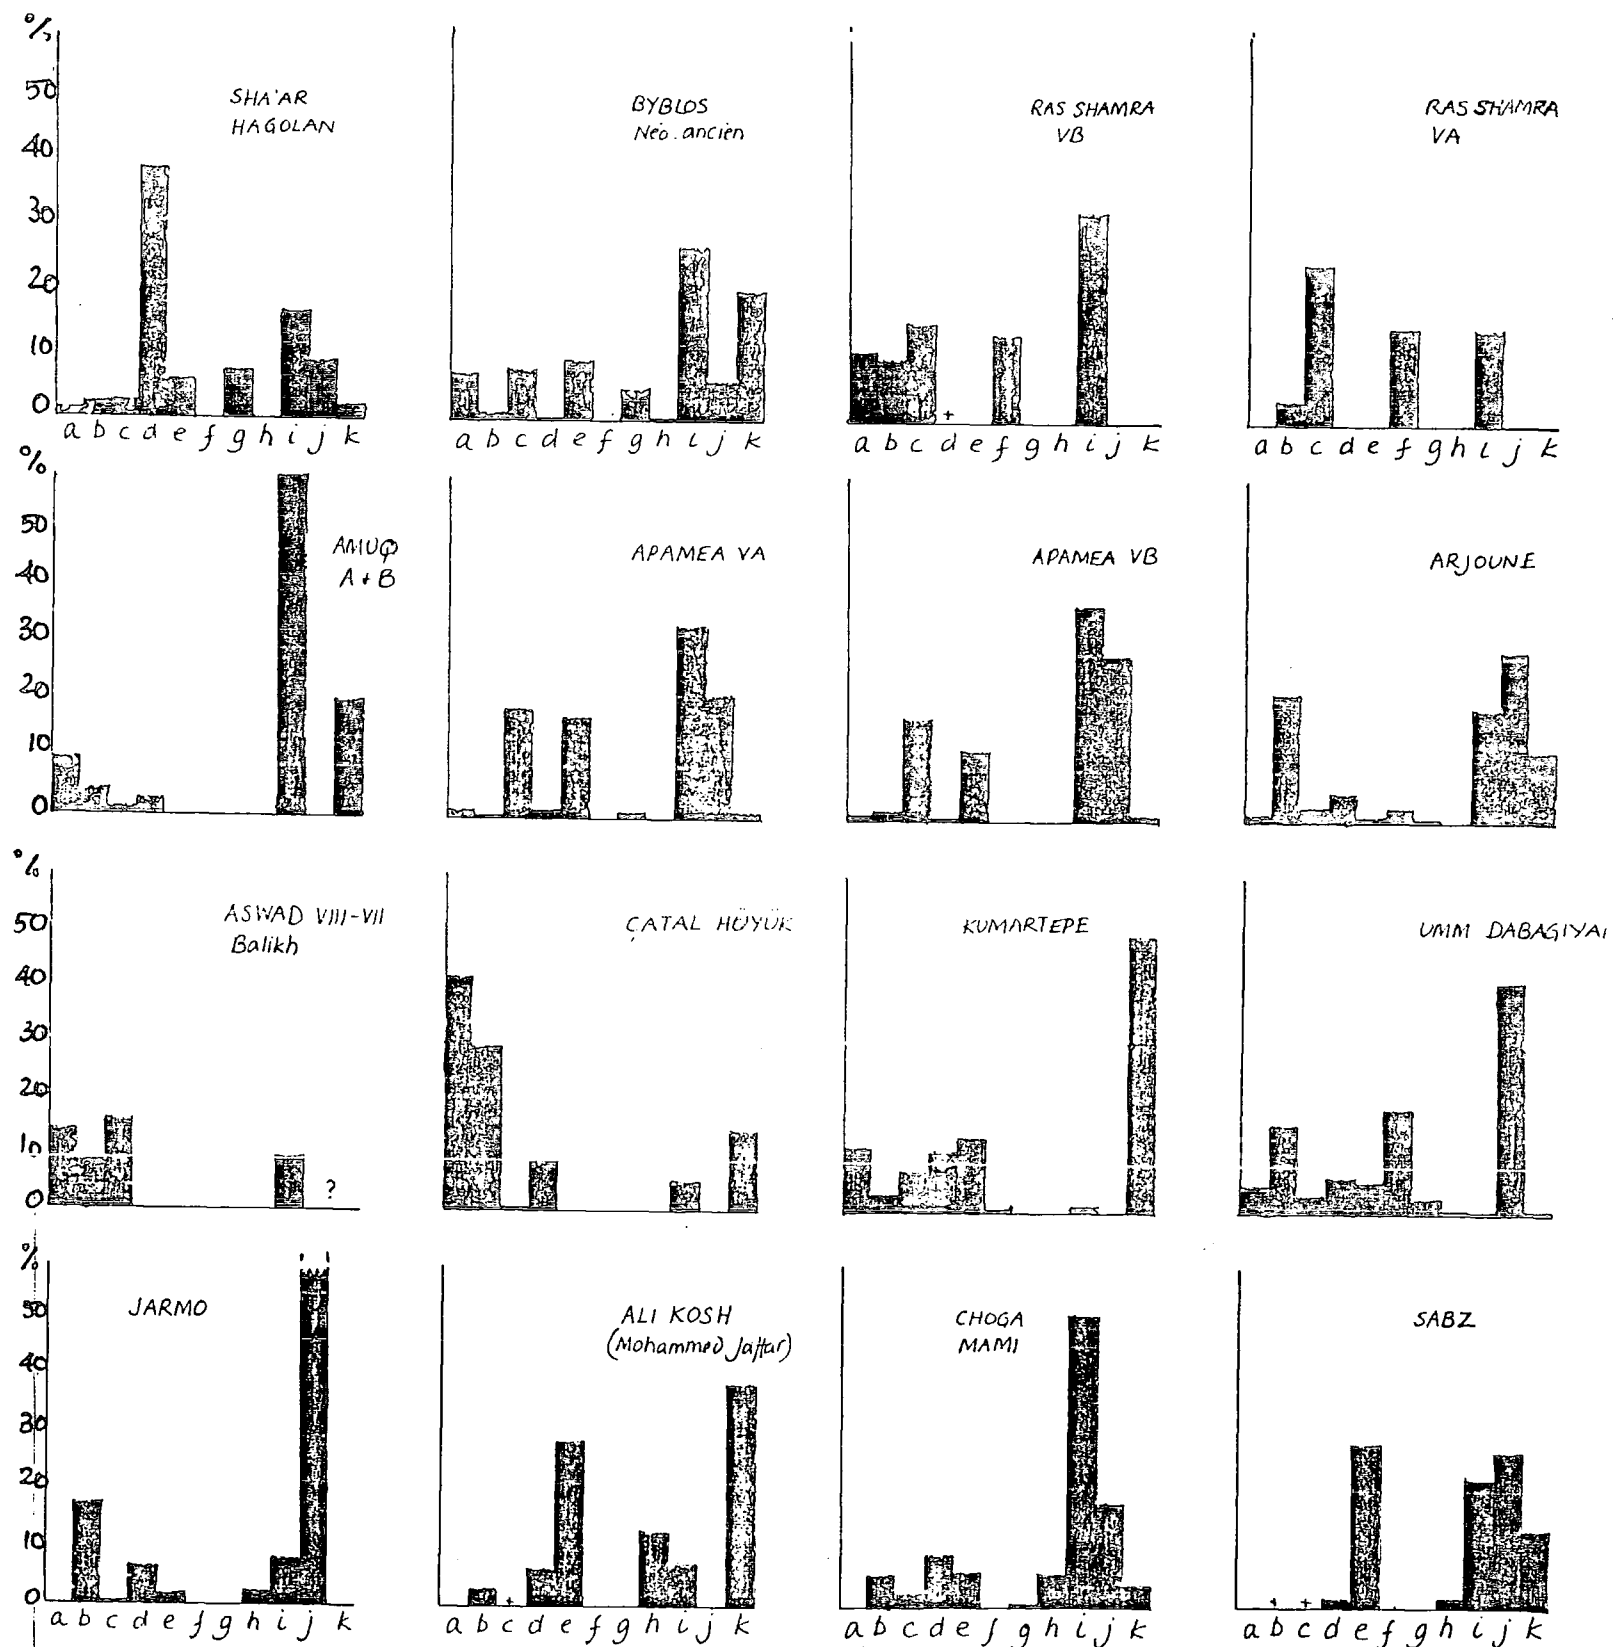 %
50
40
30
20
10
0
SHA'AR
HAGOLAN
a b c d e f g h i j k
BYBLOS
Néo. ancien
a b c d e f g h i j k
RAS SHAMRA
VB
+
a b c d e f g h i j k
RAS SHAMRA
VA
a b c d e f g h i j k
%
50
40
30
20
10
0
AMUQ
A + B
APAMEA VA
APAMEA VB
ARJOUNE
%
50
40
30
20
10
0
ASWAD VIII-VII
Balikh
?
ÇATAL HÜYÜK
KUMARTEPE
UMM DABAGIYAH
%
50
40
30
20
10
0
JARMO
a b c d e f g h i j k
ALI KOSH
(Mohammed Jaffar)
+
a b c d e f g h i j k
CHOGA
MAMI
a b c d e f g h i j k
SABZ
+ +
a b c d e f g h i j k